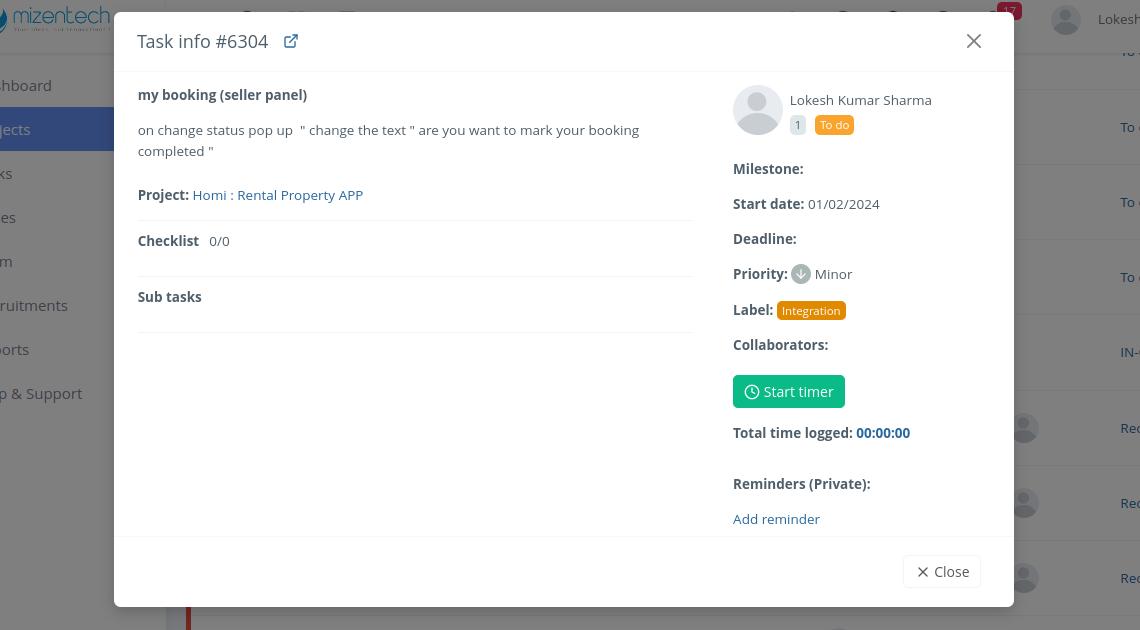 mizentech
17
Lokesh
Task info #6304
my booking (seller panel)
on change status pop up " change the text " are you want to mark your booking
completed "
Project: Homi : Rental Property APP
Checklist 0/0
Sub tasks
Lokesh Kumar Sharma
1 To do
Milestone:
Start date: 01/02/2024
Deadline:
Priority: Minor
Label: Integration
Collaborators:
Start timer
Total time logged: 00:00:00
Reminders (Private):
Add reminder
Close
hboard
jects
ks
es
m
ruitments
ports
p & Support
To
To
To
IN-
Rec
Rec
Rec